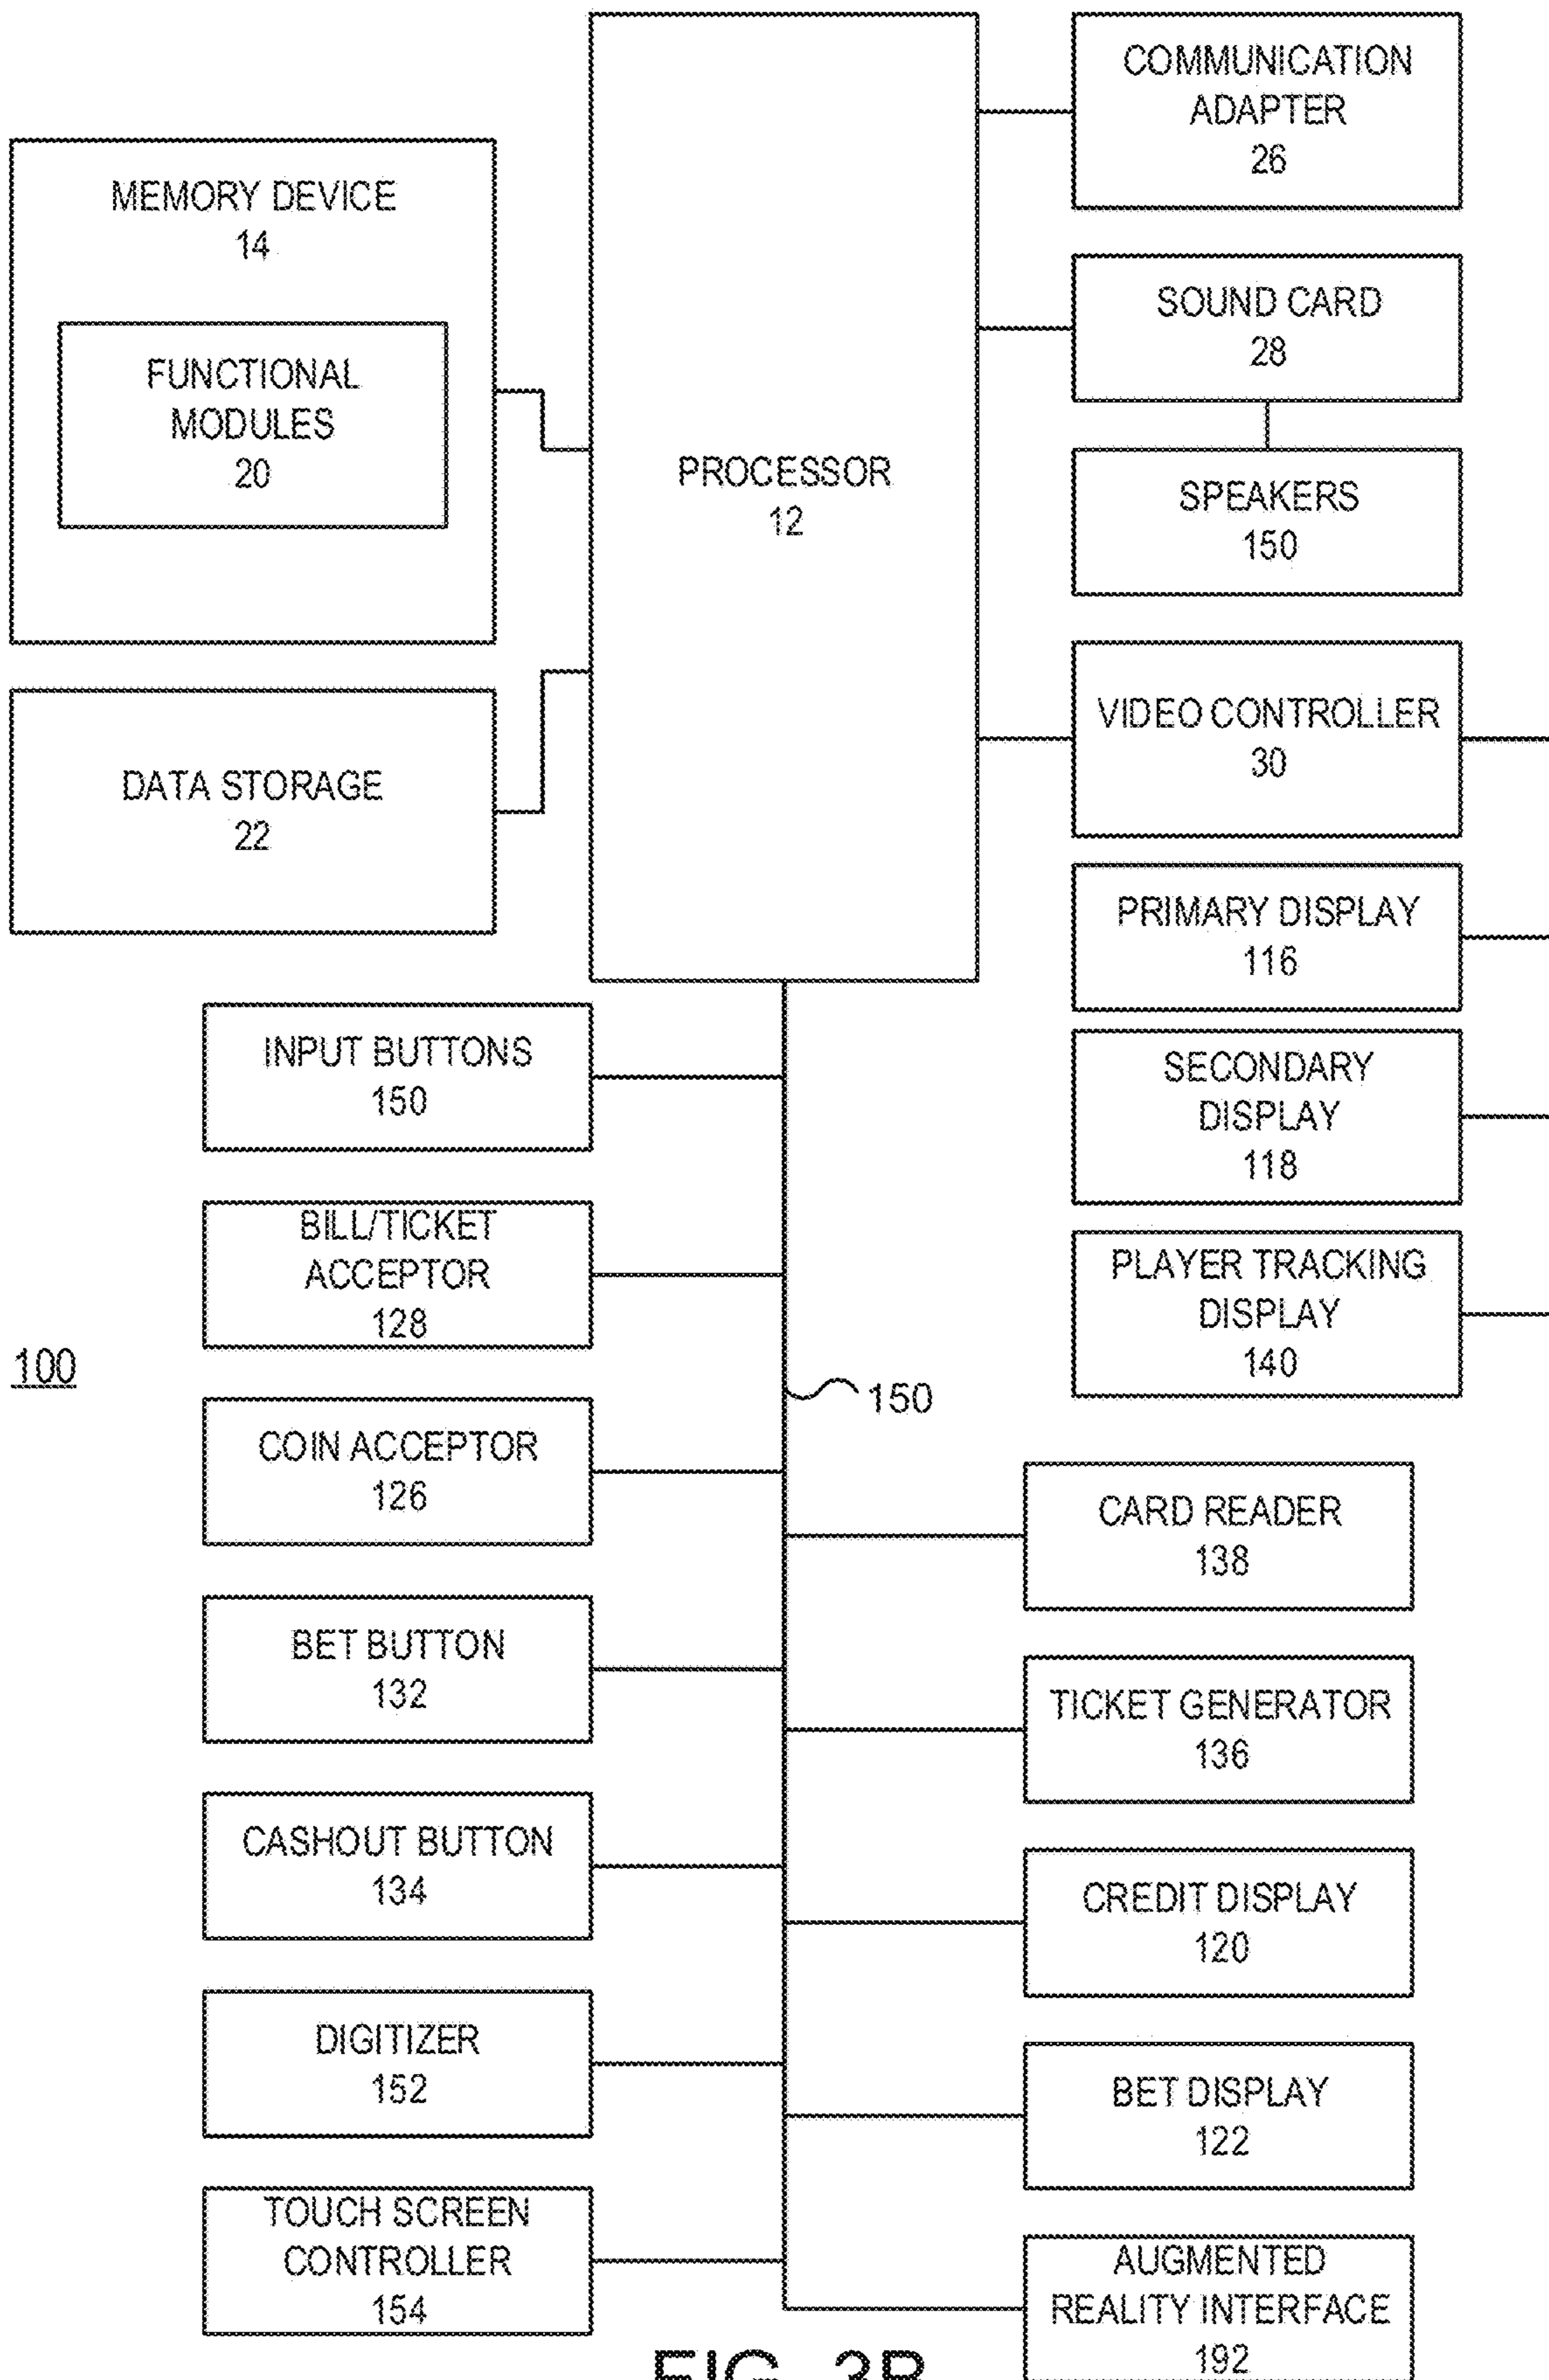 COMMUNICATION
ADAPTER
26
MEMORY DEVICE
14
FUNCTIONAL
MODULES
20
PROCESSOR
12
SOUND CARD
28
SPEAKERS
150
VIDEO CONTROLLER
30
DATA STORAGE
22
PRIMARY DISPLAY
116
SECONDARY
DISPLAY
118
PLAYER TRACKING
DISPLAY
140
INPUT BUTTONS
150
BILL/TICKET
ACCEPTOR
128
100
150
COIN ACCEPTOR
126
BET BUTTON
132
CASHOUT BUTTON
134
DIGITIZER
152
TOUCH SCREEN
CONTROLLER
154
CARD READER
138
TICKET GENERATOR
136
CREDIT DISPLAY
120
BET DISPLAY
122
AUGMENTED
REALITY INTERFACE
192
FIG. 3B